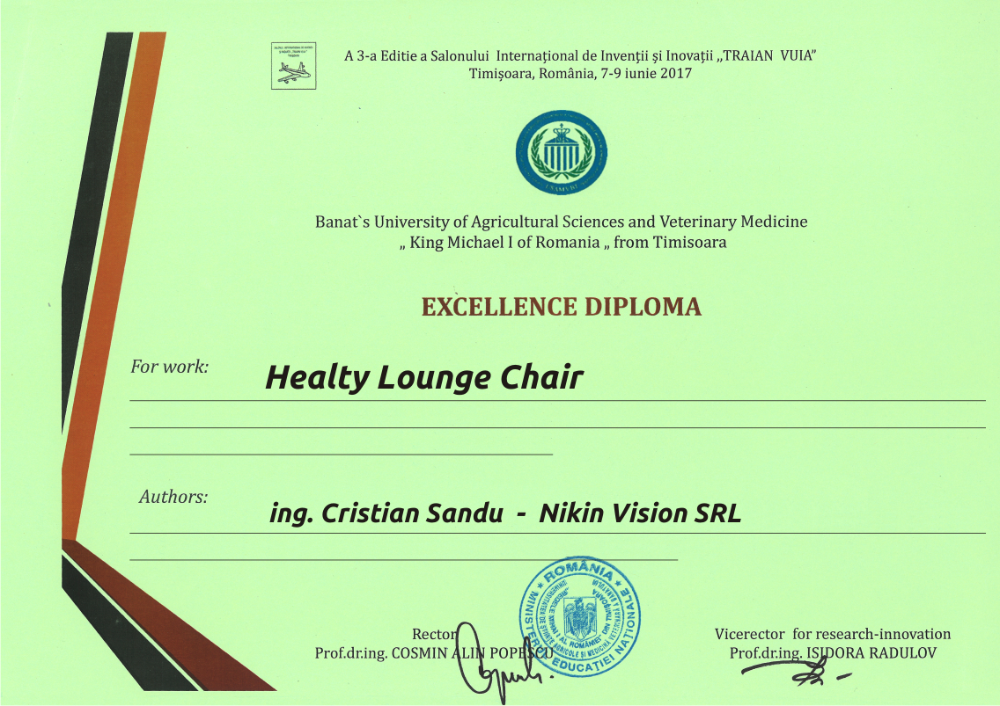 A 3-a Editie a Salonului Internaţional de Invenţii şi Inovaţii ,,TRAIAN VUIA”
Timişoara, România, 7-9 iunie 2017
Banat`s University of Agricultural Sciences and Veterinary Medicine
„ King Michael I of Romania „ from Timisoara
EXCELLENCE DIPLOMA
For work:
Healty Lounge Chair
Authors:
ing. Cristian Sandu - Nikin Vision SRL
★ ROMÂNIA ★
MINISTERUL EDUCAŢIEI NAŢIONALE
Rector
Prof.dr.ing. COSMIN ALIN POPESCU
Vicerector for research-innovation
Prof.dr.ing. ISIDORA RADULOV